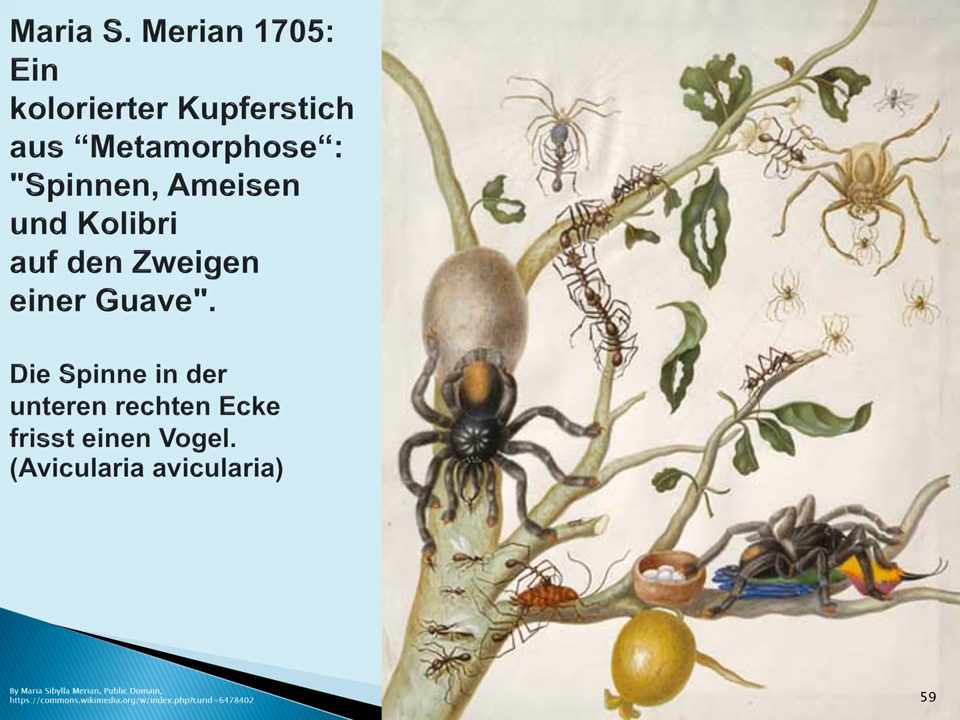 Maria S. Merian 1705:
Ein
kolorierter Kupferstich
aus “Metamorphose“:
"Spinnen, Ameisen
und Kolibri
auf den Zweigen
einer Guave".
Die Spinne in der
unteren rechten Ecke
frisst einen Vogel.
(Avicularia avicularia)
By Maria Sibylla Merian, Public Domain,
https://commons.wikimedia.org/w/index.php?curid=6478402
59